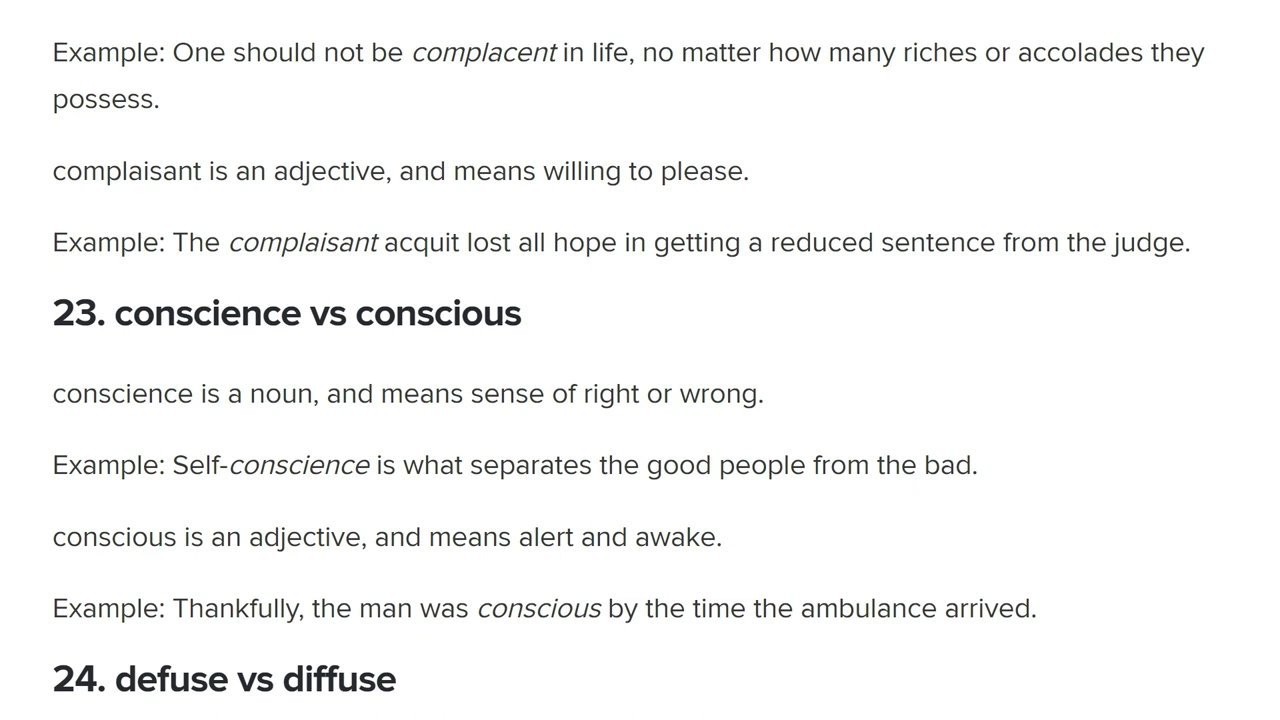 Example: One should not be complacent in life, no matter how many riches or accolades they
possess.
complaisant is an adjective, and means willing to please.
Example: The complaisant acquit lost all hope in getting a reduced sentence from the judge.
23. conscience vs conscious
conscience is a noun, and means sense of right or wrong.
Example: Self-conscience is what separates the good people from the bad.
conscious is an adjective, and means alert and awake.
Example: Thankfully, the man was conscious by the time the ambulance arrived.
24. defuse vs diffuse